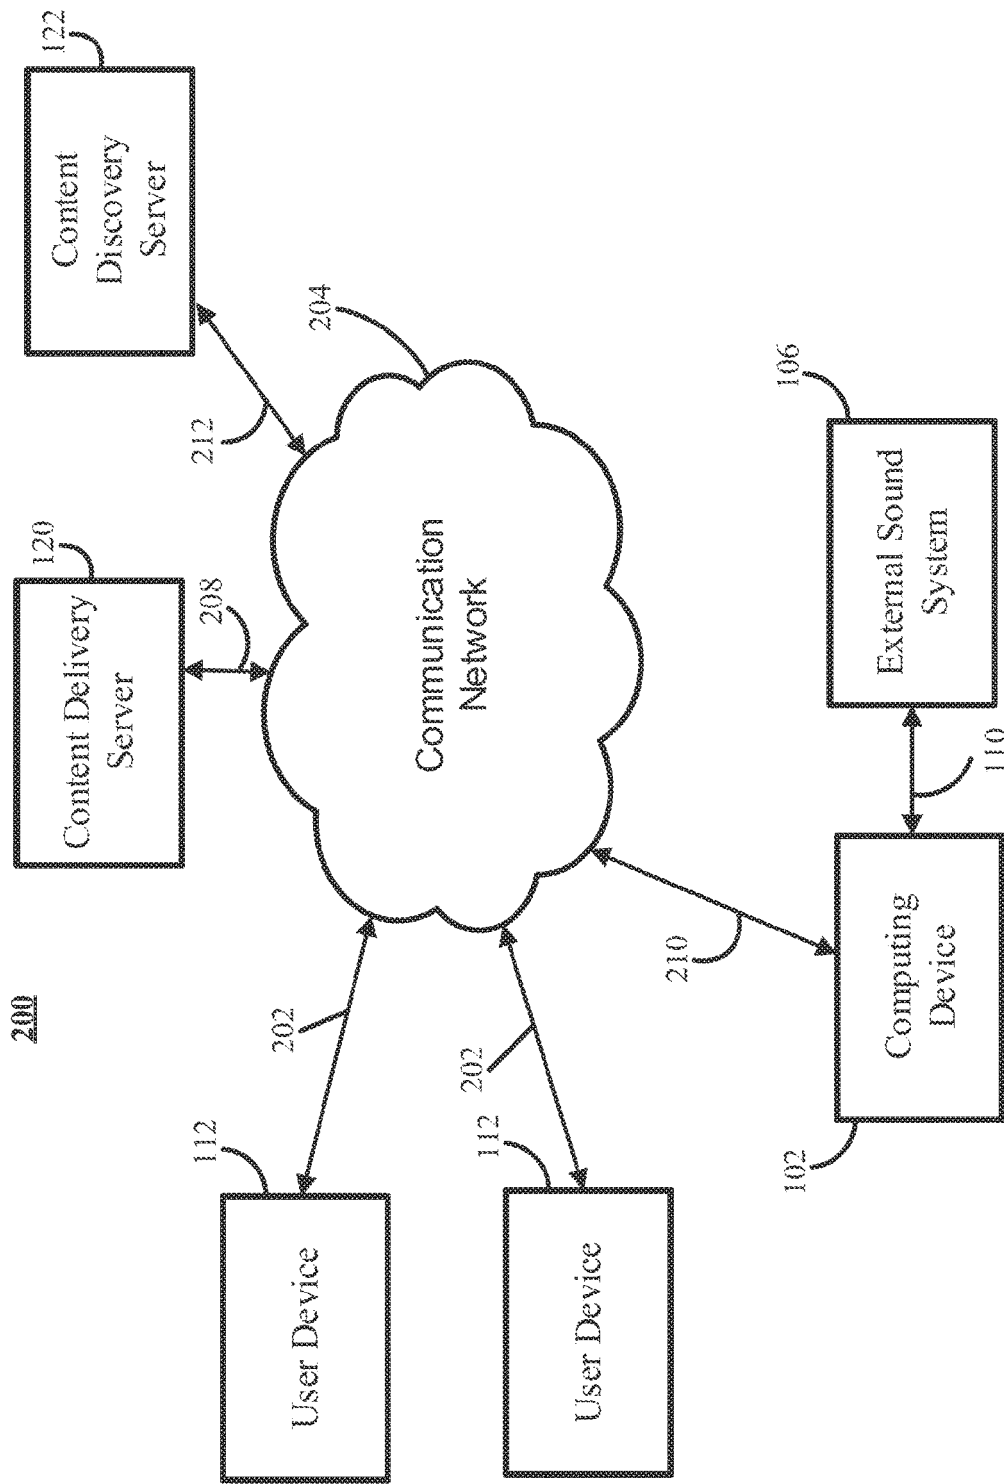 200
Content Delivery
Server
120
Content
Discovery
Server
122
208
212
202
204
User Device
112
Communication
Network
202
User Device
112
210
Computing
Device
102
110
External Sound
System
106